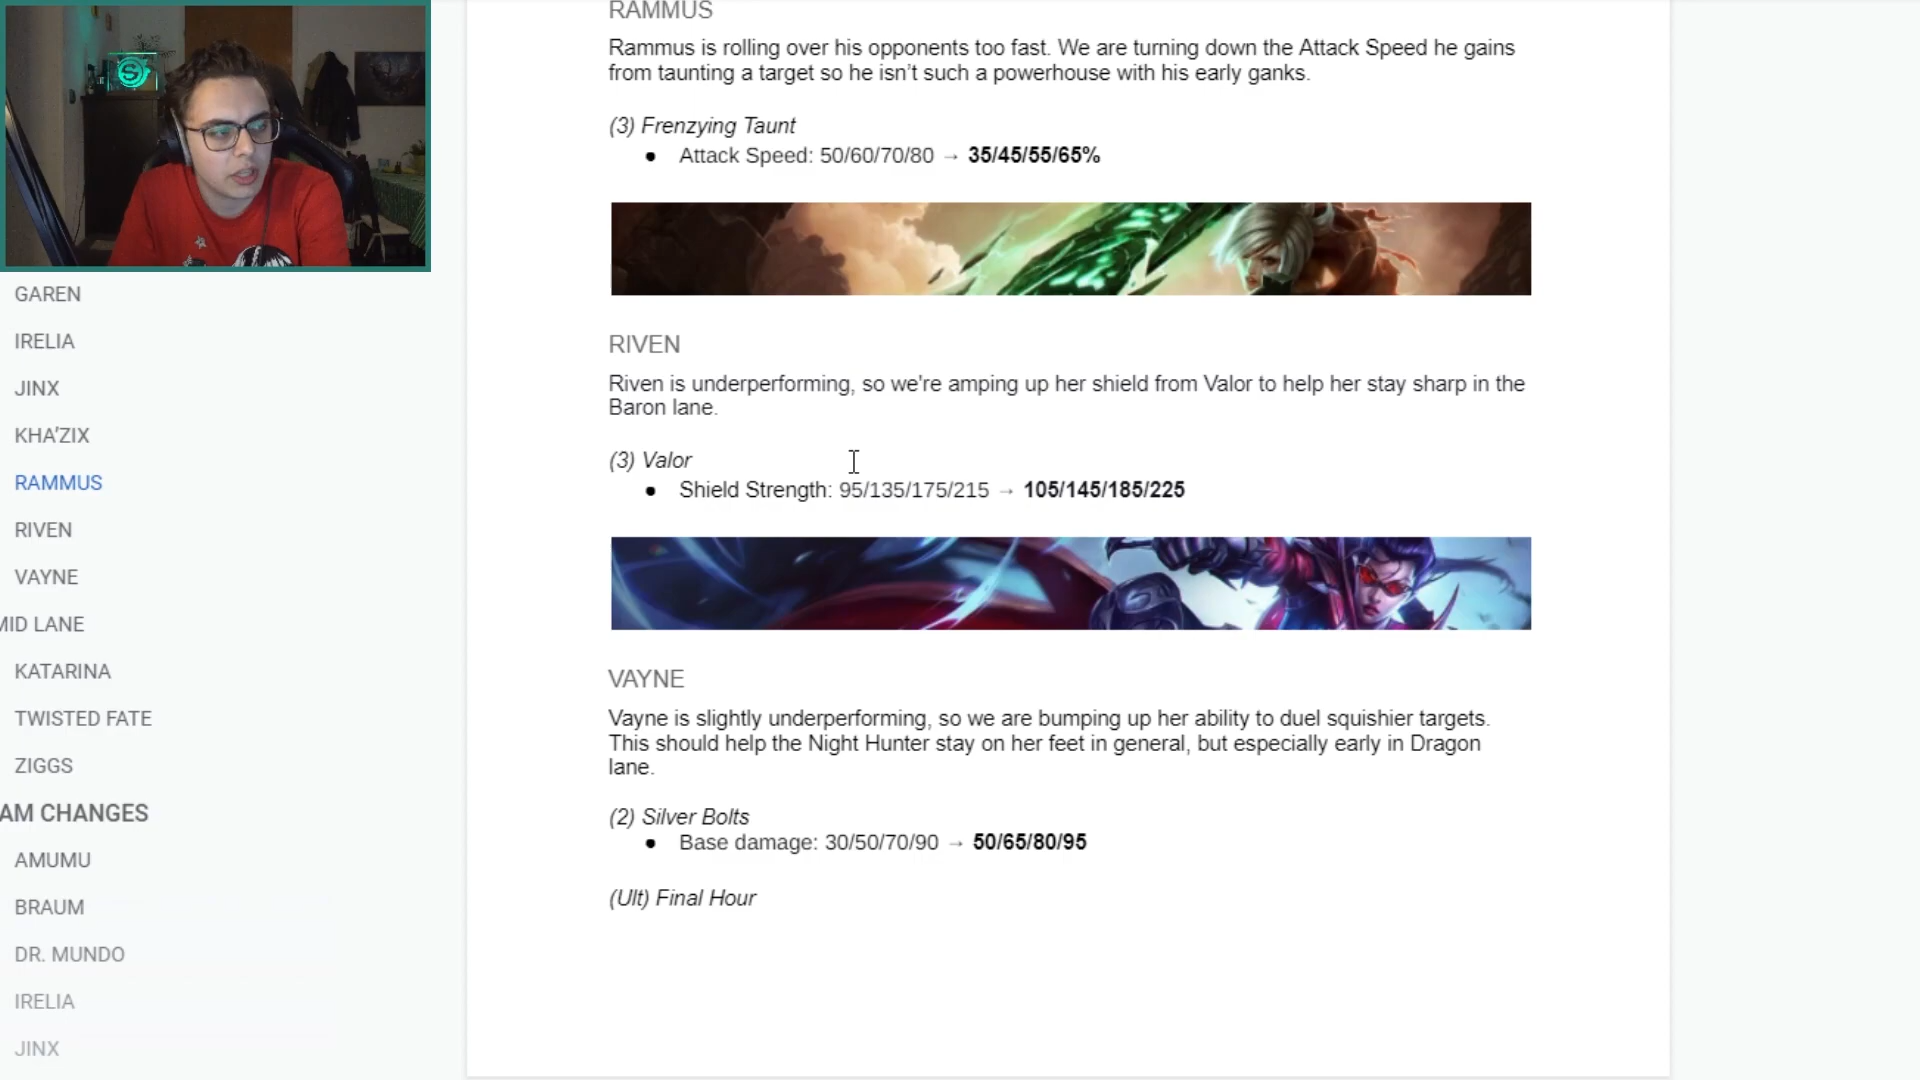 RAMMUS
Rammus is rolling over his opponents too fast. We are turning down the Attack Speed he gains
from taunting a target so he isn't such a powerhouse with his early ganks.
(3) Frenzying Taunt
● Attack Speed: 50/60/70/80 → 35/45/55/65%
RIVEN
Riven is underperforming, so we're amping up her shield from Valor to help her stay sharp in the
Baron lane.
(3) Valor
● Shield Strength: 95/135/175/215 → 105/145/185/225
VAYNE
Vayne is slightly underperforming, so we are bumping up her ability to duel squishier targets.
This should help the Night Hunter stay on her feet in general, but especially early in Dragon
lane.
(2) Silver Bolts
● Base damage: 30/50/70/90 → 50/65/80/95
(Ult) Final Hour
GAREN
IRELIA
JINX
KHA'ZIX
RAMMUS
RIVEN
VAYNE
MID LANE
KATARINA
TWISTED FATE
ZIGGS
AM CHANGES
AMUMU
BRAUM
DR. MUNDO
IRELIA
JINX